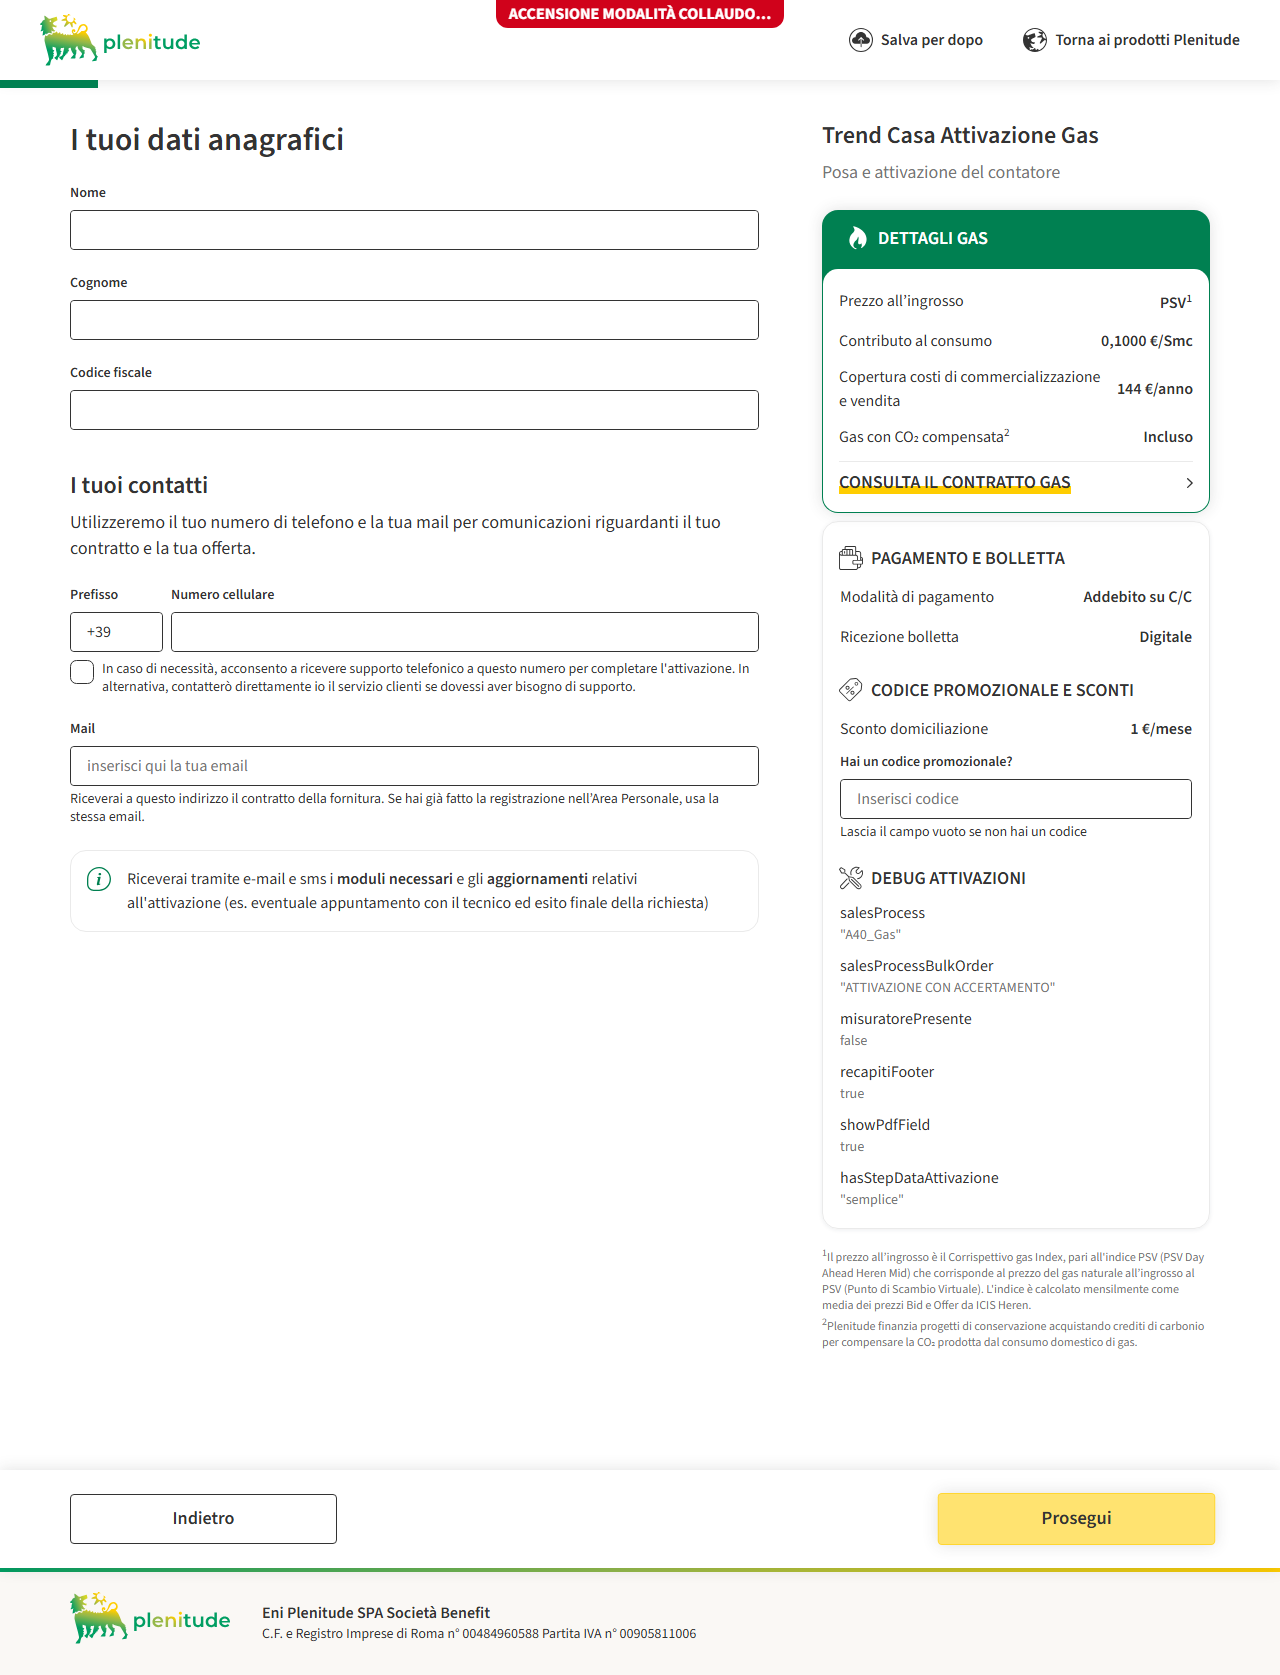 ACCENSIONE MODALITÀ COLLAUDO...
plenitude
Salva per dopo
Torna ai prodotti Plenitude
I tuoi dati anagrafici
Nome
Cognome
Codice fiscale
I tuoi contatti
Utilizzeremo il tuo numero di telefono e la tua mail per comunicazioni riguardanti il tuo
contratto e la tua offerta.
Prefisso
Numero cellulare
+39
In caso di necessità, acconsento a ricevere supporto telefonico a questo numero per completare l'attivazione. In
alternativa, contatterò direttamente io il servizio clienti se dovessi aver bisogno di supporto.
Mail
inserisci qui la tua email
Riceverai a questo indirizzo il contratto della fornitura. Se hai già fatto la registrazione nell'Area Personale, usa la
stessa email.
Riceverai tramite e-mail e sms i moduli necessari e gli aggiornamenti relativi
all'attivazione (es. eventuale appuntamento con il tecnico ed esito finale della richiesta)
Trend Casa Attivazione Gas
Posa e attivazione del contatore
DETTAGLI GAS
Prezzo all'ingrosso PSV¹
Contributo al consumo 0,1000 €/Smc
Copertura costi di commercializzazione
e vendita 144 €/anno
Gas con CO₂ compensata² Incluso
CONSULTA IL CONTRATTO GAS
PAGAMENTO E BOLLETTA
Modalità di pagamento Addebito su C/C
Ricezione bolletta Digitale
CODICE PROMOZIONALE E SCONTI
Sconto domiciliazione 1 €/mese
Hai un codice promozionale?
Inserisci codice
Lascia il campo vuoto se non hai un codice
DEBUG ATTIVAZIONI
salesProcess
"A40_Gas"
salesProcessBulkOrder
"ATTIVAZIONE CON ACCERTAMENTO"
misuratorePresente
false
recapitiFooter
true
showPdfField
true
hasStepDataAttivazione
"semplice"
¹Il prezzo all'ingrosso è il Corrispettivo gas Index, pari all'indice PSV (PSV Day
Ahead Heren Mid) che corrisponde al prezzo del gas naturale all'ingrosso al
PSV (Punto di Scambio Virtuale). L'indice è calcolato mensilmente come
media dei prezzi Bid e Offer da ICIS Heren.
²Plenitude finanzia progetti di conservazione acquistando crediti di carbonio
per compensare la CO₂ prodotta dal consumo domestico di gas.
Indietro
Prosegui
plenitude
Eni Plenitude SPA Società Benefit
C.F. e Registro Imprese di Roma n° 00484960588 Partita IVA n° 00905811006